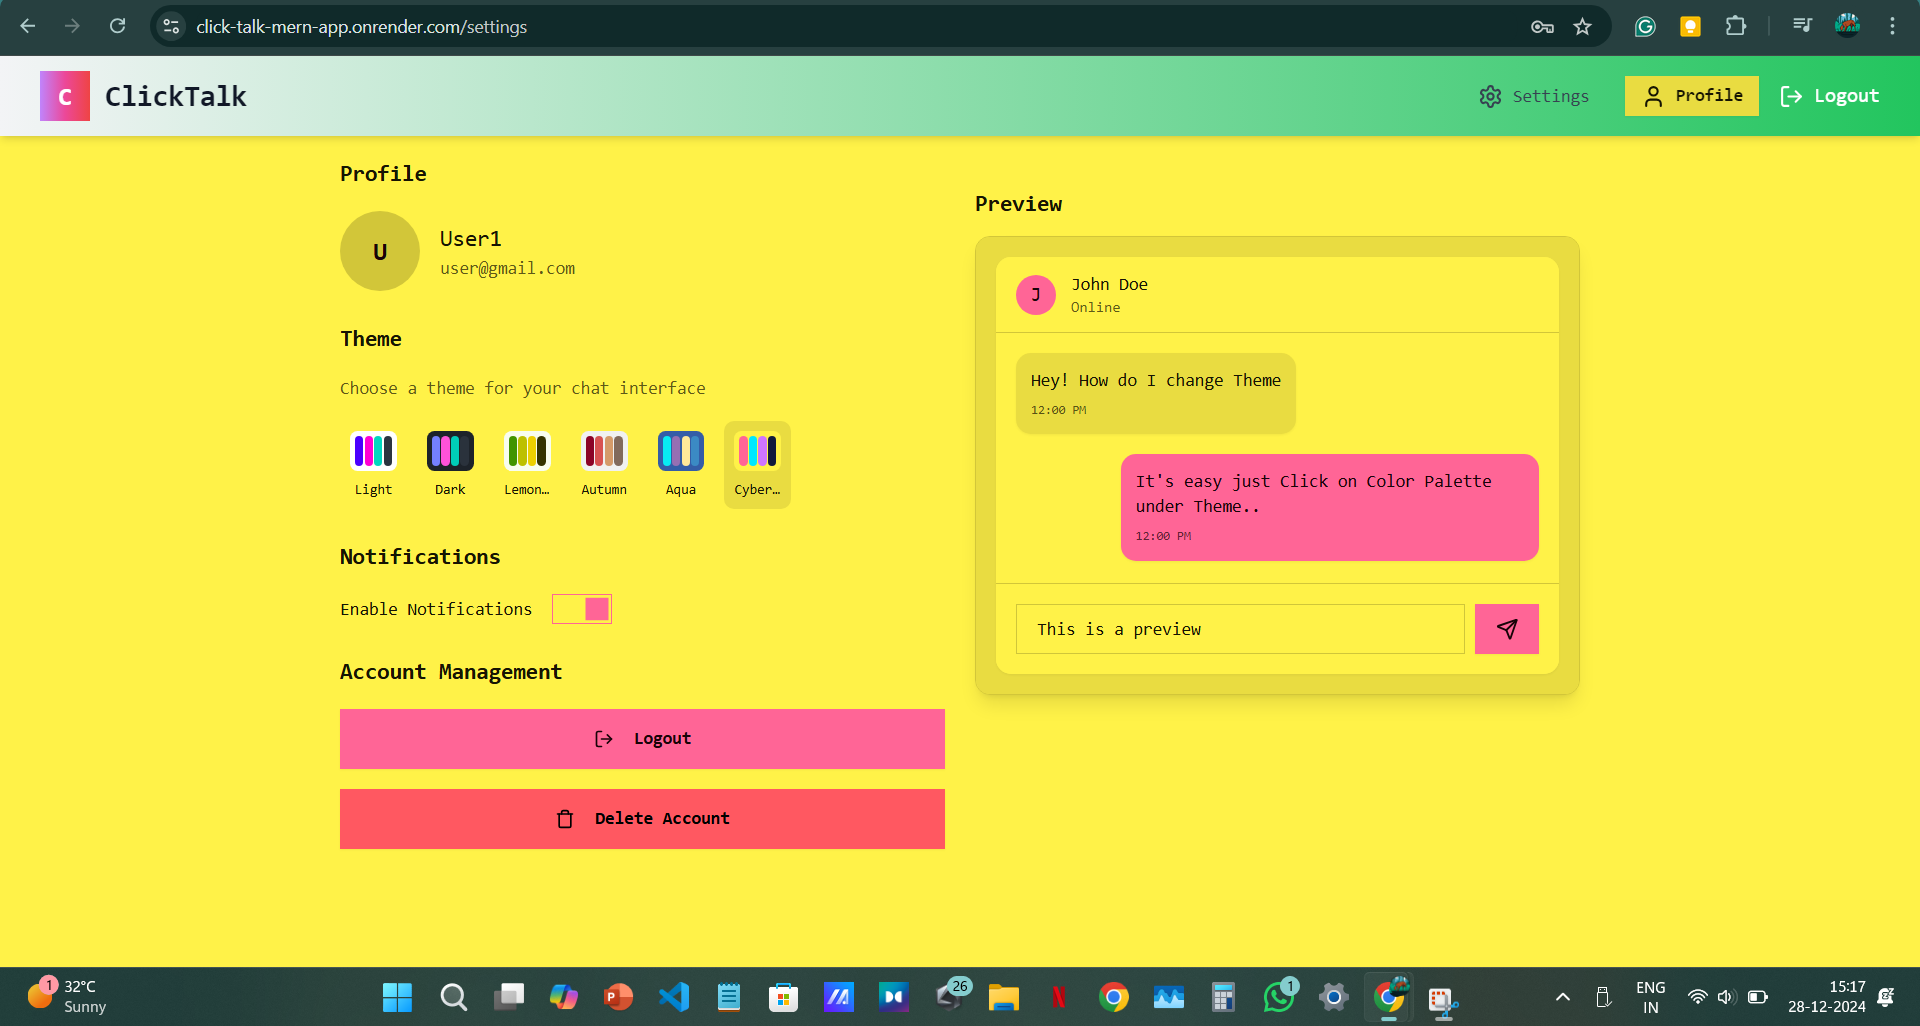 click-talk-mern-app.onrender.com/settings
C ClickTalk
Settings
Profile
Logout
Profile
U
User1
user@gmail.com
Theme
Choose a theme for your chat interface
Light
Dark
Lemon…
Autumn
Aqua
Cyber…
Notifications
Enable Notifications
Account Management
Logout
Delete Account
Preview
J
John Doe
Online
Hey! How do I change Theme
12:00 PM
It's easy just Click on Color Palette
under Theme..
12:00 PM
This is a preview
1
32°C
Sunny
26
1
ENG
IN
15:17
28-12-2024